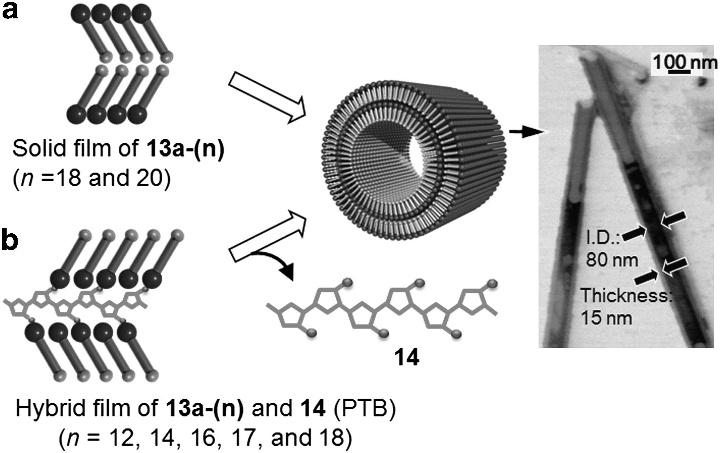 a
Solid film of 13a-(n)
(n =18 and 20)
b
14
Hybrid film of 13a-(n) and 14 (PTB)
(n = 12, 14, 16, 17, and 18)
100 nm
I.D.:
80 nm
Thickness:
15 nm